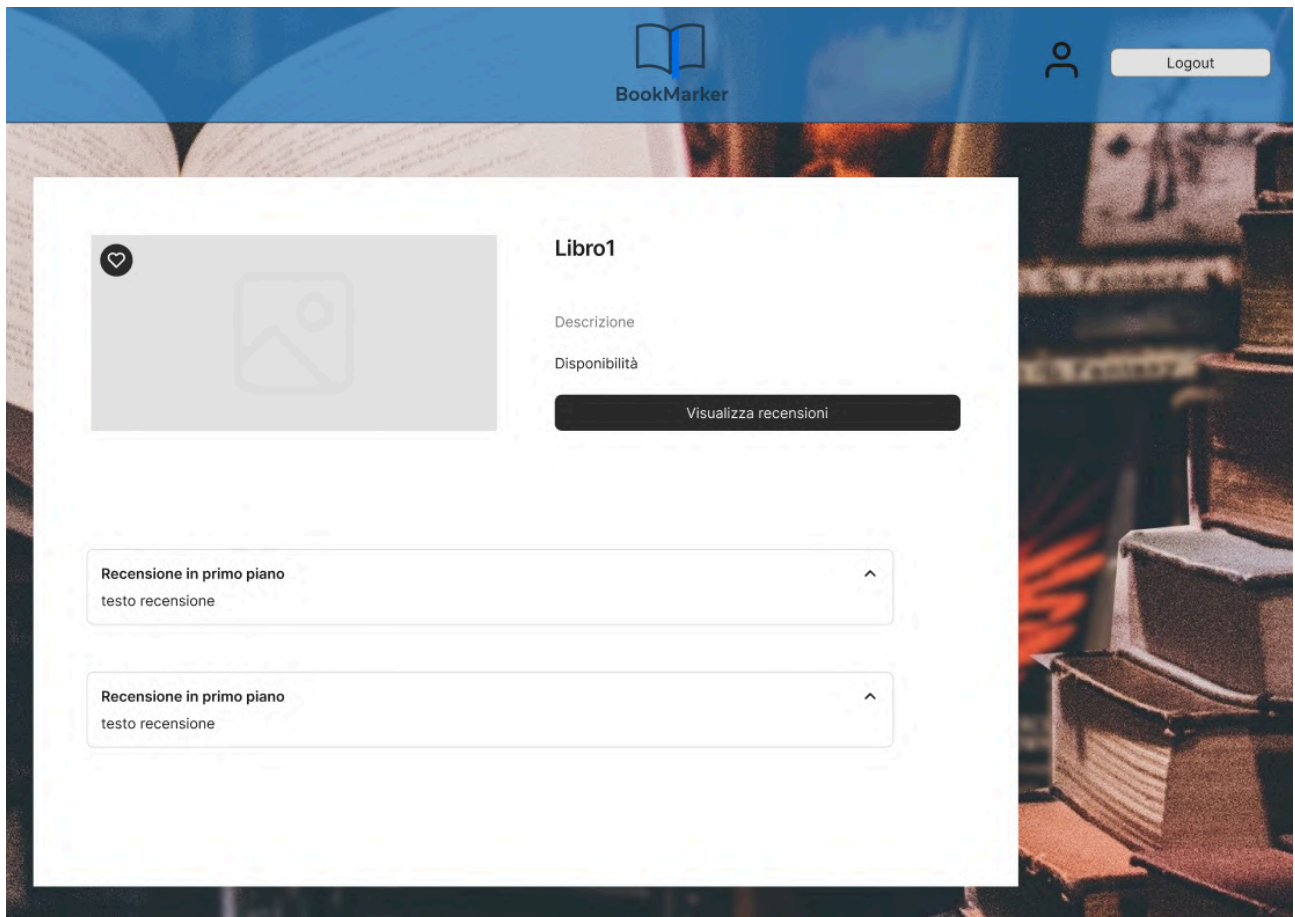 BookMarker
Logout
Libro1
Descrizione
Disponibilità
Visualizza recensioni
Recensione in primo piano
testo recensione
Recensione in primo piano
testo recensione
Fantasy